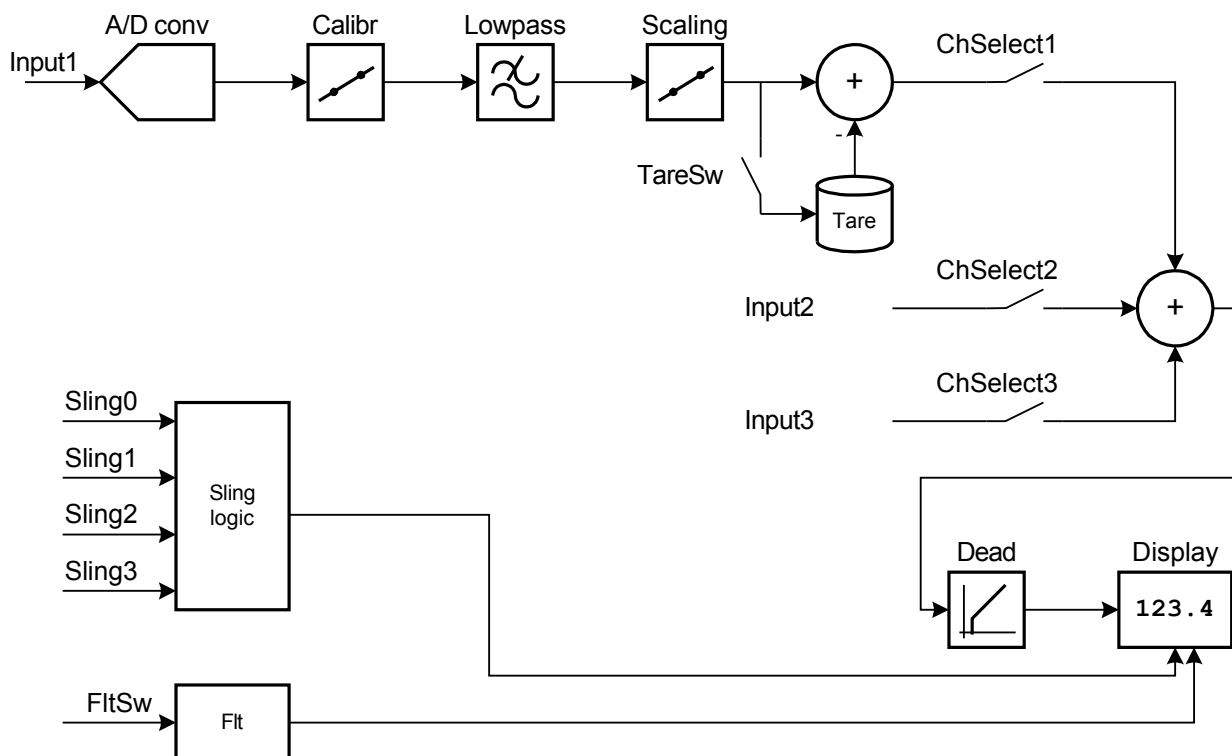 A/D conv
Calibr
Lowpass
Scaling
ChSelect1
Input1
+
-
TareSw
Tare
ChSelect2
Input2
+
ChSelect3
Input3
Sling0
Sling1
Sling2
Sling3
Sling
logic
Dead
Display
123.4
FltSw
Flt